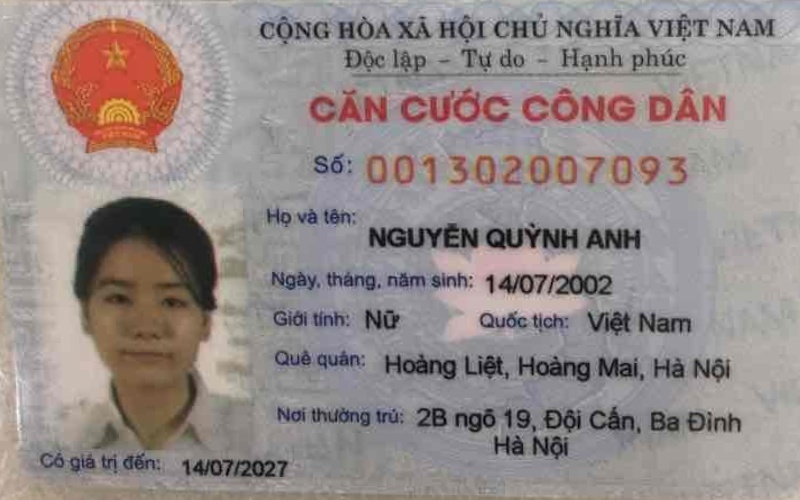 CỘNG HÒA XÃ HỘI CHỦ NGHĨA VIỆT NAM
Độc lập – Tự do – Hạnh phúc
CĂN CƯỚC CÔNG DÂN
Số: 001302007093
Họ và tên:
NGUYỄN QUỲNH ANH
Ngày, tháng, năm sinh: 14/07/2002
Giới tính: Nữ Quốc tịch: Việt Nam
Quê quán: Hoàng Liệt, Hoàng Mai, Hà Nội
Nơi thường trú: 2B ngõ 19, Đội Cấn, Ba Đình
Hà Nội
Có giá trị đến: 14/07/2027